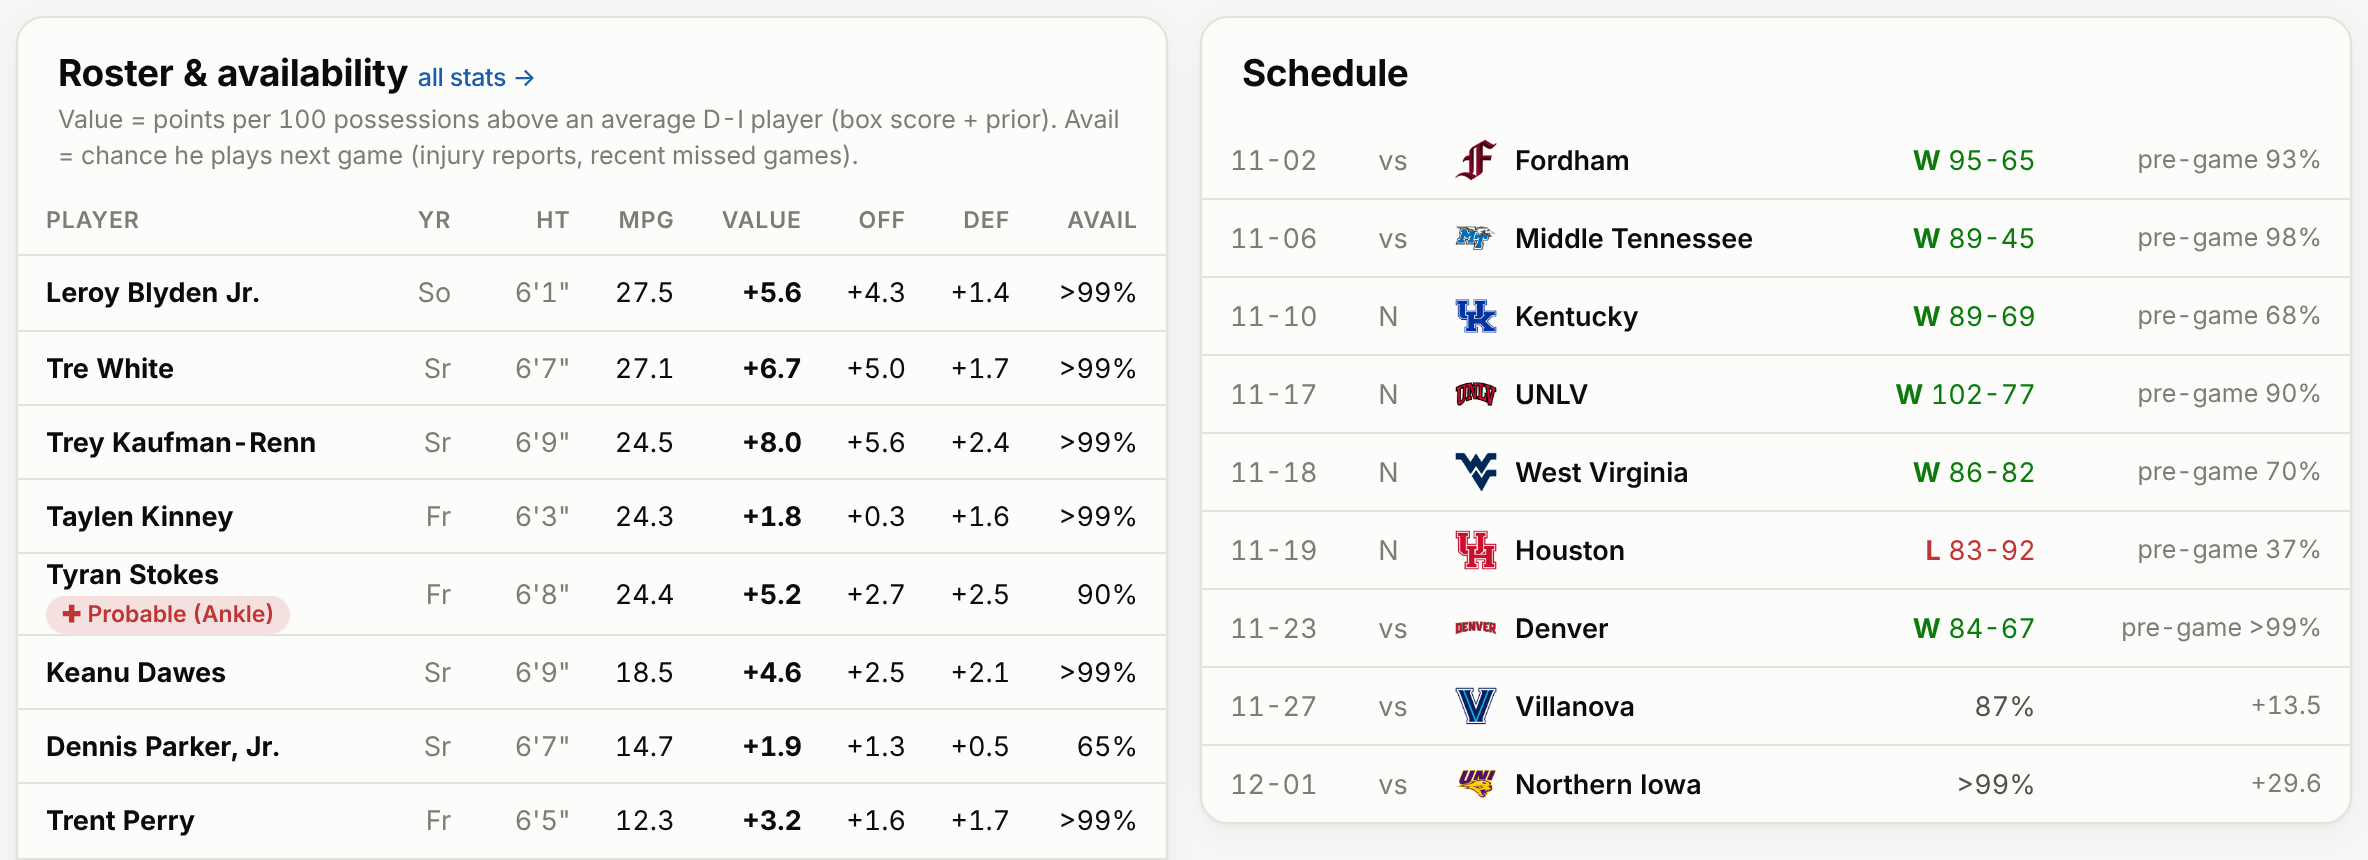 Roster & availability all stats →
Value = points per 100 possessions above an average D-I player (box score + prior). Avail
= chance he plays next game (injury reports, recent missed games).
PLAYER YR HT MPG VALUE OFF DEF AVAIL
Leroy Blyden Jr. So 6'1" 27.5 +5.6 +4.3 +1.4 >99%
Tre White Sr 6'7" 27.1 +6.7 +5.0 +1.7 >99%
Trey Kaufman-Renn Sr 6'9" 24.5 +8.0 +5.6 +2.4 >99%
Taylen Kinney Fr 6'3" 24.3 +1.8 +0.3 +1.6 >99%
Tyran Stokes Fr 6'8" 24.4 +5.2 +2.7 +2.5 90%
✚ Probable (Ankle)
Keanu Dawes Sr 6'9" 18.5 +4.6 +2.5 +2.1 >99%
Dennis Parker, Jr. Sr 6'7" 14.7 +1.9 +1.3 +0.5 65%
Trent Perry Fr 6'5" 12.3 +3.2 +1.6 +1.7 >99%
Schedule
11-02 vs F Fordham W 95-65 pre-game 93%
11-06 vs MT Middle Tennessee W 89-45 pre-game 98%
11-10 N UK Kentucky W 89-69 pre-game 68%
11-17 N UNLV UNLV W 102-77 pre-game 90%
11-18 N WV West Virginia W 86-82 pre-game 70%
11-19 N UH Houston L 83-92 pre-game 37%
11-23 vs DENVER Denver W 84-67 pre-game >99%
11-27 vs V Villanova 87% +13.5
12-01 vs UNI Northern Iowa >99% +29.6